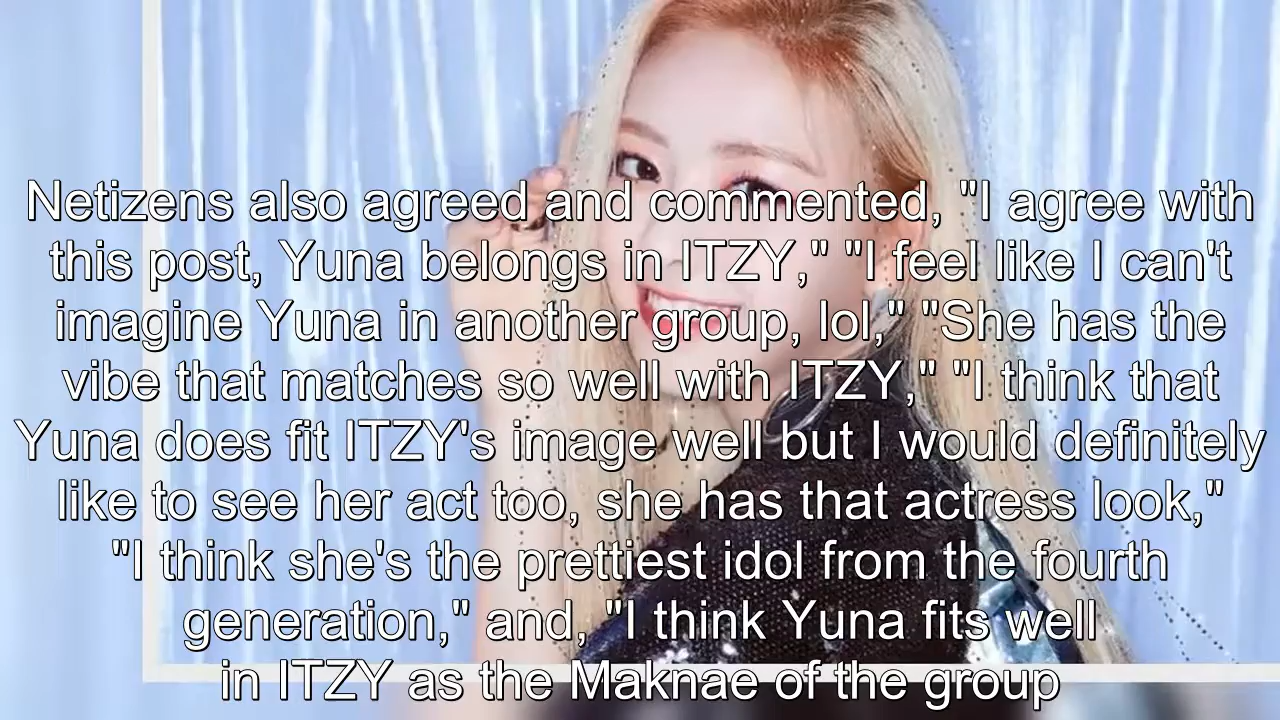 Netizens also agreed and commented, "I agree with
this post, Yuna belongs in ITZY," "I feel like I can't
imagine Yuna in another group, lol," "She has the
vibe that matches so well with ITZY," "I think that
Yuna does fit ITZY's image well but I would definitely
like to see her act too, she has that actress look,"
"I think she's the prettiest idol from the fourth
generation," and, "I think Yuna fits well
in ITZY as the Maknae of the group